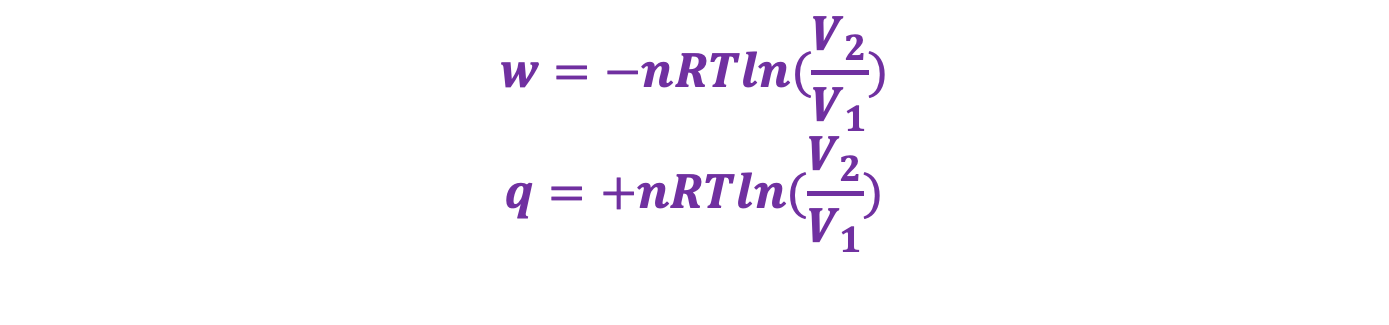 w = −nRTln(V₂/V₁)
q = +nRTln(V₂/V₁)